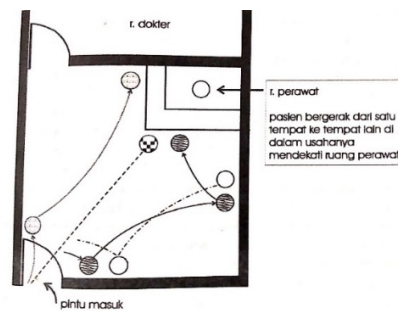 r. dokter
r. perawat
pasien bergerak dari satu
tempat ke tempat lain di
dalam usahanya
mendekati ruang perawat
pintu masuk